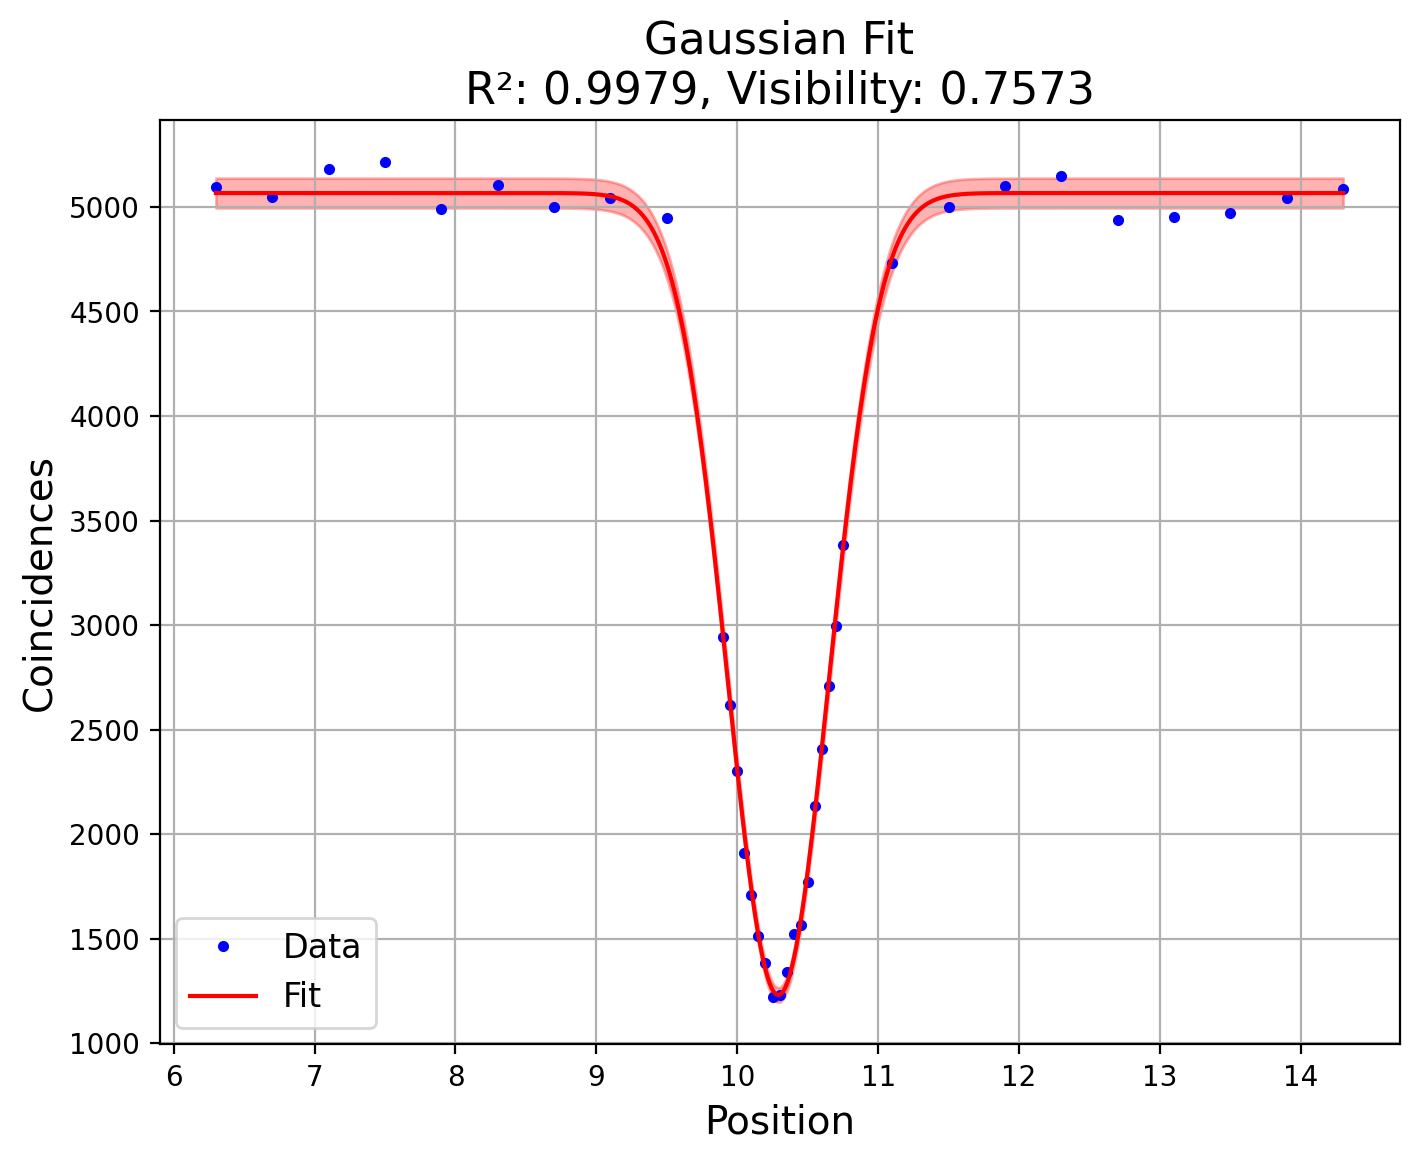 Gaussian Fit
R²: 0.9979, Visibility: 0.7573
Coincidences
5000
4500
4000
3500
3000
2500
2000
1500
1000
Data
Fit
6 7 8 9 10 11 12 13 14
Position